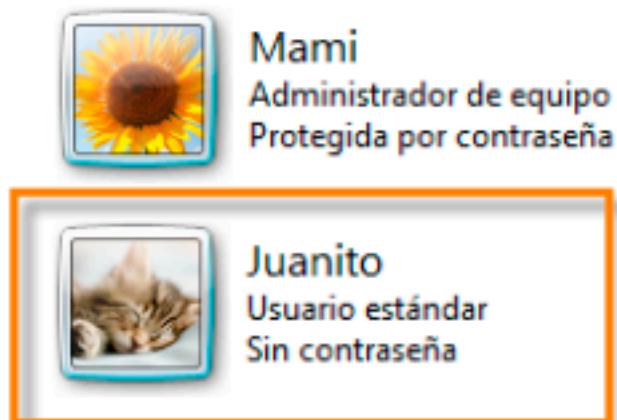 Mami
Administrador de equipo
Protegida por contraseña
Juanito
Usuario estándar
Sin contraseña